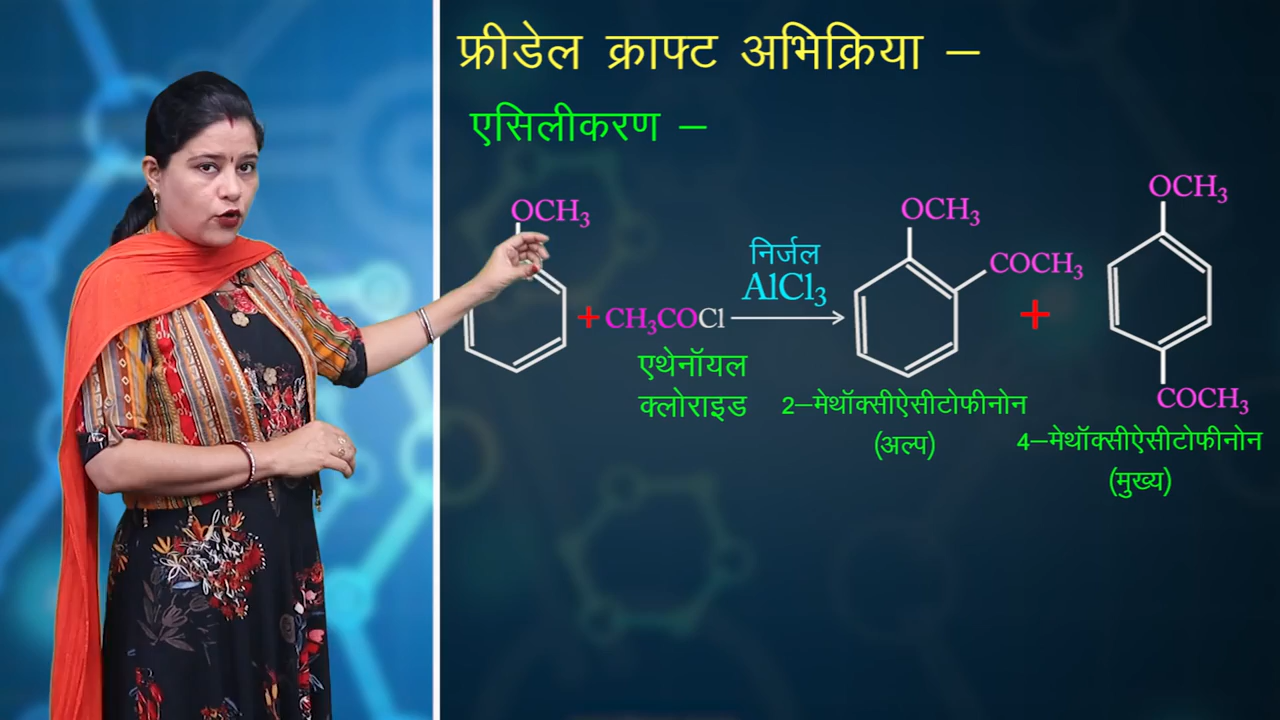 फ्रीडेल क्राफ्ट अभिक्रिया –
एसिलीकरण –
OCH₃
+
CH₃COCl
एथेनॉयल
क्लोराइड
निर्जल
AlCl₃
OCH₃
COCH₃
2–मेथॉक्सीऐसीटोफीनोन
(अल्प)
+
OCH₃
COCH₃
4–मेथॉक्सीऐसीटोफीनोन
(मुख्य)